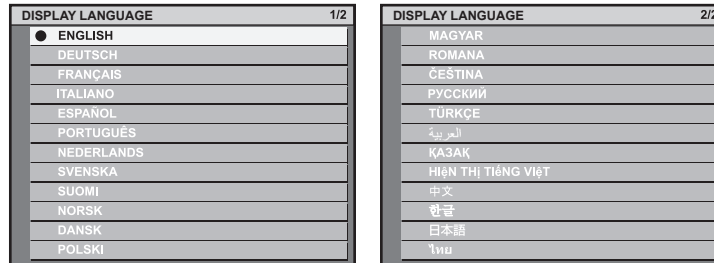 DISPLAY LANGUAGE 1/2
ENGLISH
DEUTSCH
FRANÇAIS
ITALIANO
ESPAÑOL
PORTUGUÊS
NEDERLANDS
SVENSKA
SUOMI
NORSK
DANSK
POLSKI
DISPLAY LANGUAGE 2/2
MAGYAR
ROMANA
ČEŠTINA
РУССКИЙ
TÜRKÇE
العربية
ҚАЗАҚ
HIệN THị TIếNG VIệT
中文
한글
日本語
ไทย